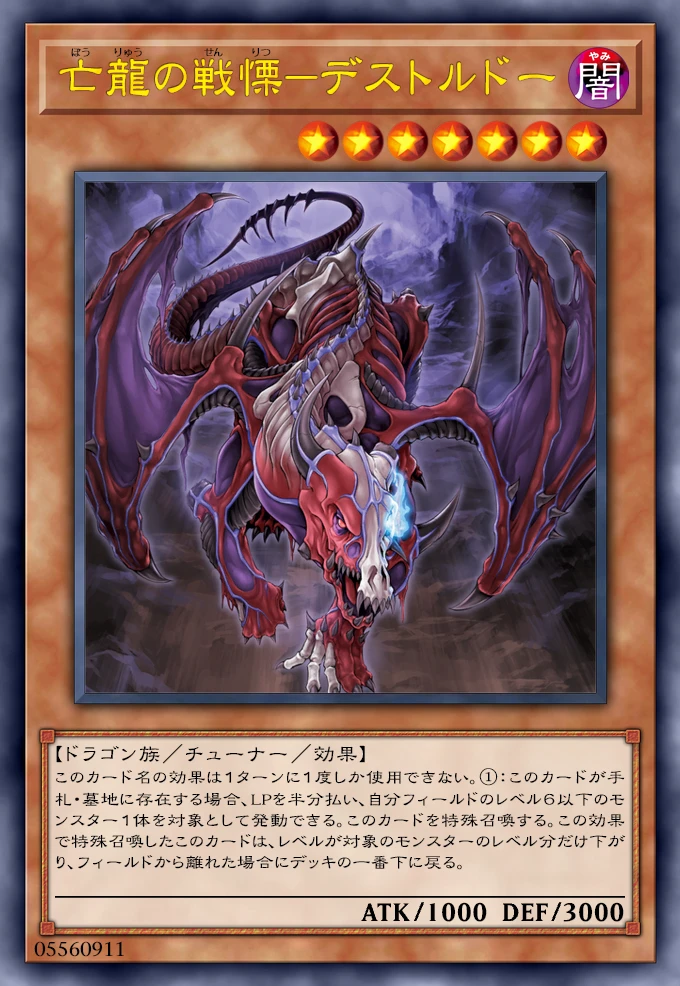 ぼう りゅう せん りつ
亡龍の戦慄－デストルドー
やみ
闇
【ドラゴン族／チューナー／効果】
このカード名の効果は１ターンに１度しか使用できない。①：このカードが手
札・墓地に存在する場合、LPを半分払い、自分フィールドのレベル６以下のモ
ンスター１体を対象として発動できる。このカードを特殊召喚する。この効果
で特殊召喚したこのカードは、レベルが対象のモンスターのレベル分だけ下が
り、フィールドから離れた場合にデッキの一番下に戻る。
ATK/1000 DEF/3000
05560911